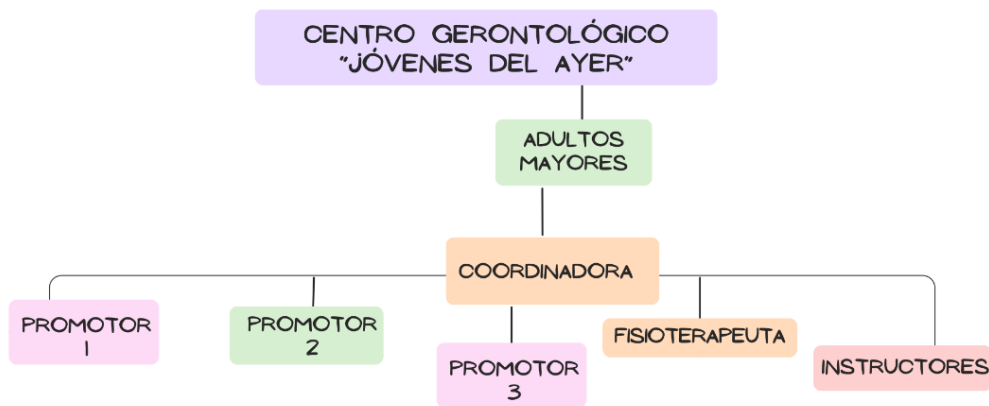 CENTRO GERONTOLÓGICO
"JÓVENES DEL AYER"
ADULTOS
MAYORES
COORDINADORA
PROMOTOR
1
PROMOTOR
2
PROMOTOR
3
FISIOTERAPEUTA
INSTRUCTORES